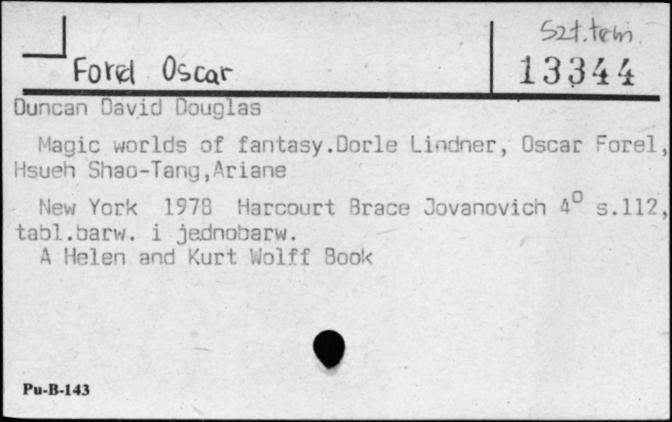 Szt.tem
Forel Oscar
13344
Duncan David Douglas
Magic worlds of fantasy.Dorle Lindner, Oscar Forel,
Hsueh Shao-Tang,Ariane
New York 1978 Harcourt Brace Jovanovich 4⁰ s.112,
tabl.barw. i jednobarw.
A Helen and Kurt Wolff Book
Pu-B-143